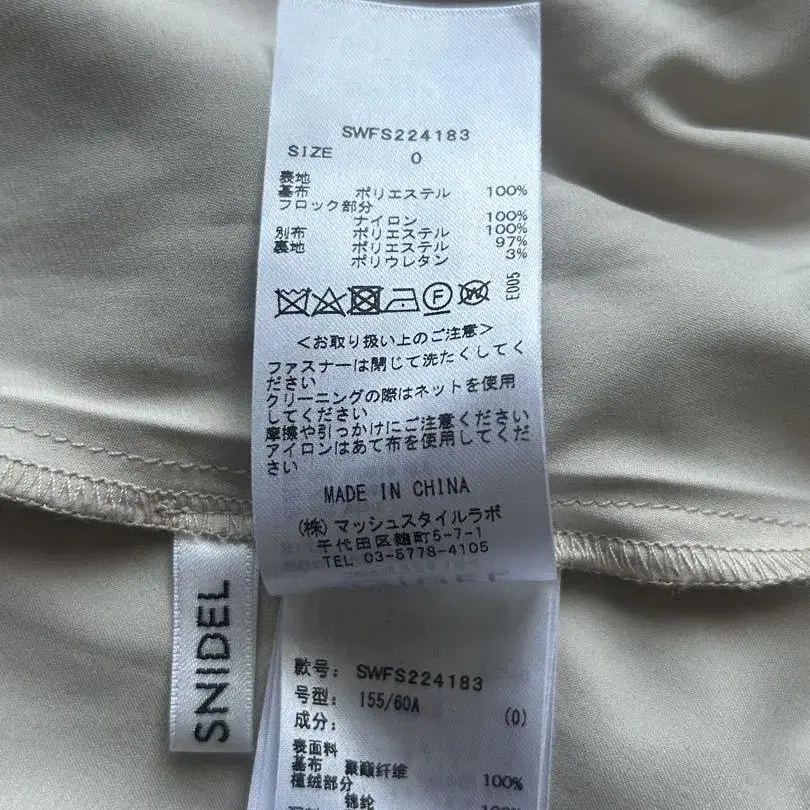 SWFS224183
SIZE 0
表地
基布 ポリエステル 100%
フロック部分
ナイロン 100%
別布 ポリエステル 100%
裏地 ポリエステル 97%
ポリウレタン 3%
F
W
E005
<お取り扱い上のご注意>
ファスナーは閉じて洗たくしてく
ださい
クリーニングの際はネットを使用
してください
摩擦や引っかけにご注意ください
アイロンはあて布を使用してくだ
さい
MADE IN CHINA
(株)マッシュスタイルラボ
千代田区麹町5-7-1
TEL 03-5778-4105
SNIDEL
款号: SWFS224183
号型: 155/60A (0)
成分:
表面料
基布 聚酯纤维 100%
植绒部分
锦纶 100%